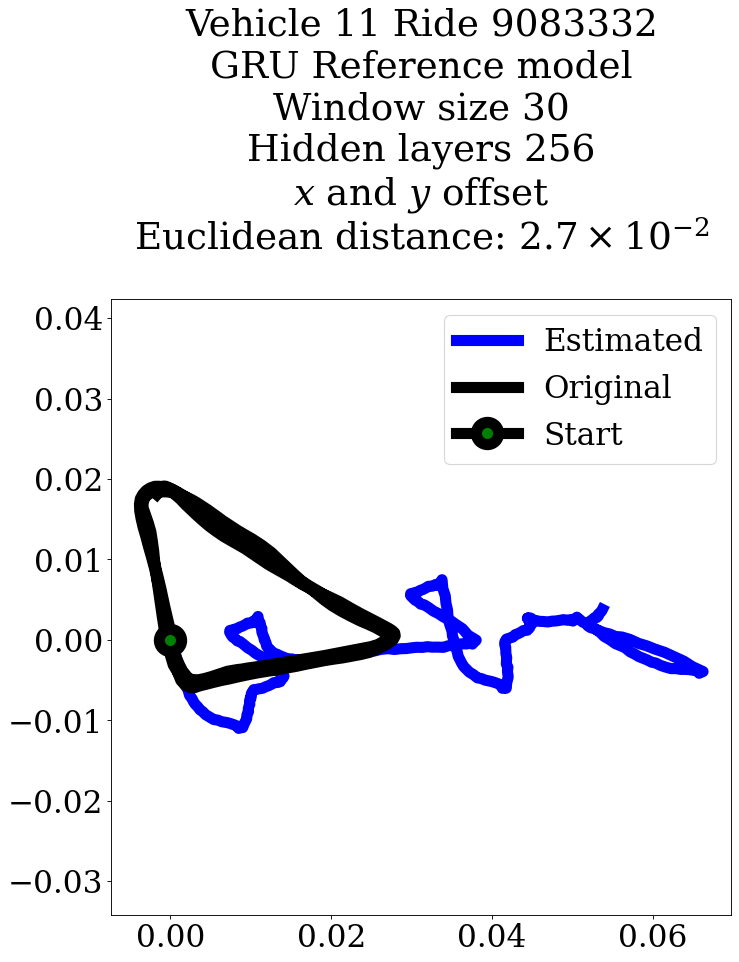 Vehicle 11 Ride 9083332
GRU Reference model
Window size 30
Hidden layers 256
x and y offset
Euclidean distance: 2.7 × 10⁻²
Estimated
Original
Start
0.04
0.03
0.02
0.01
0.00
−0.01
−0.02
−0.03
0.00 0.02 0.04 0.06